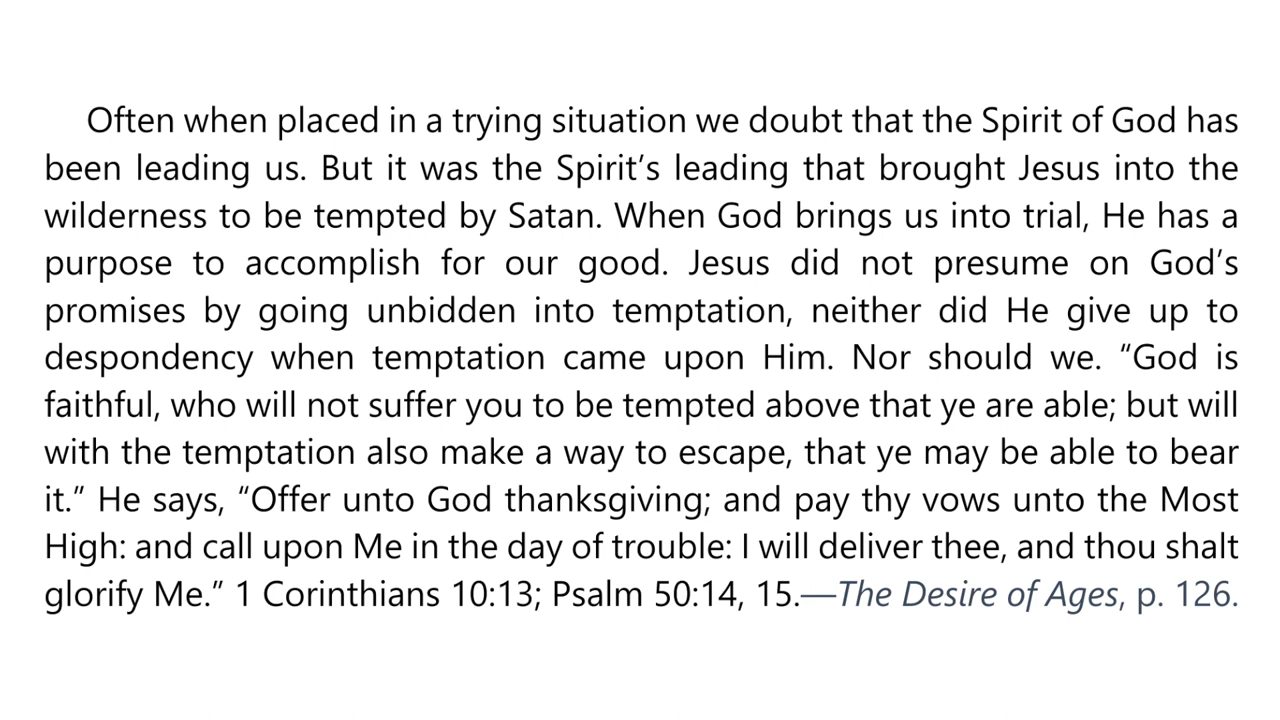 Often when placed in a trying situation we doubt that the Spirit of God has
been leading us. But it was the Spirit’s leading that brought Jesus into the
wilderness to be tempted by Satan. When God brings us into trial, He has a
purpose to accomplish for our good. Jesus did not presume on God’s
promises by going unbidden into temptation, neither did He give up to
despondency when temptation came upon Him. Nor should we. “God is
faithful, who will not suffer you to be tempted above that ye are able; but will
with the temptation also make a way to escape, that ye may be able to bear
it.” He says, “Offer unto God thanksgiving; and pay thy vows unto the Most
High: and call upon Me in the day of trouble: I will deliver thee, and thou shalt
glorify Me.” 1 Corinthians 10:13; Psalm 50:14, 15.—The Desire of Ages, p. 126.